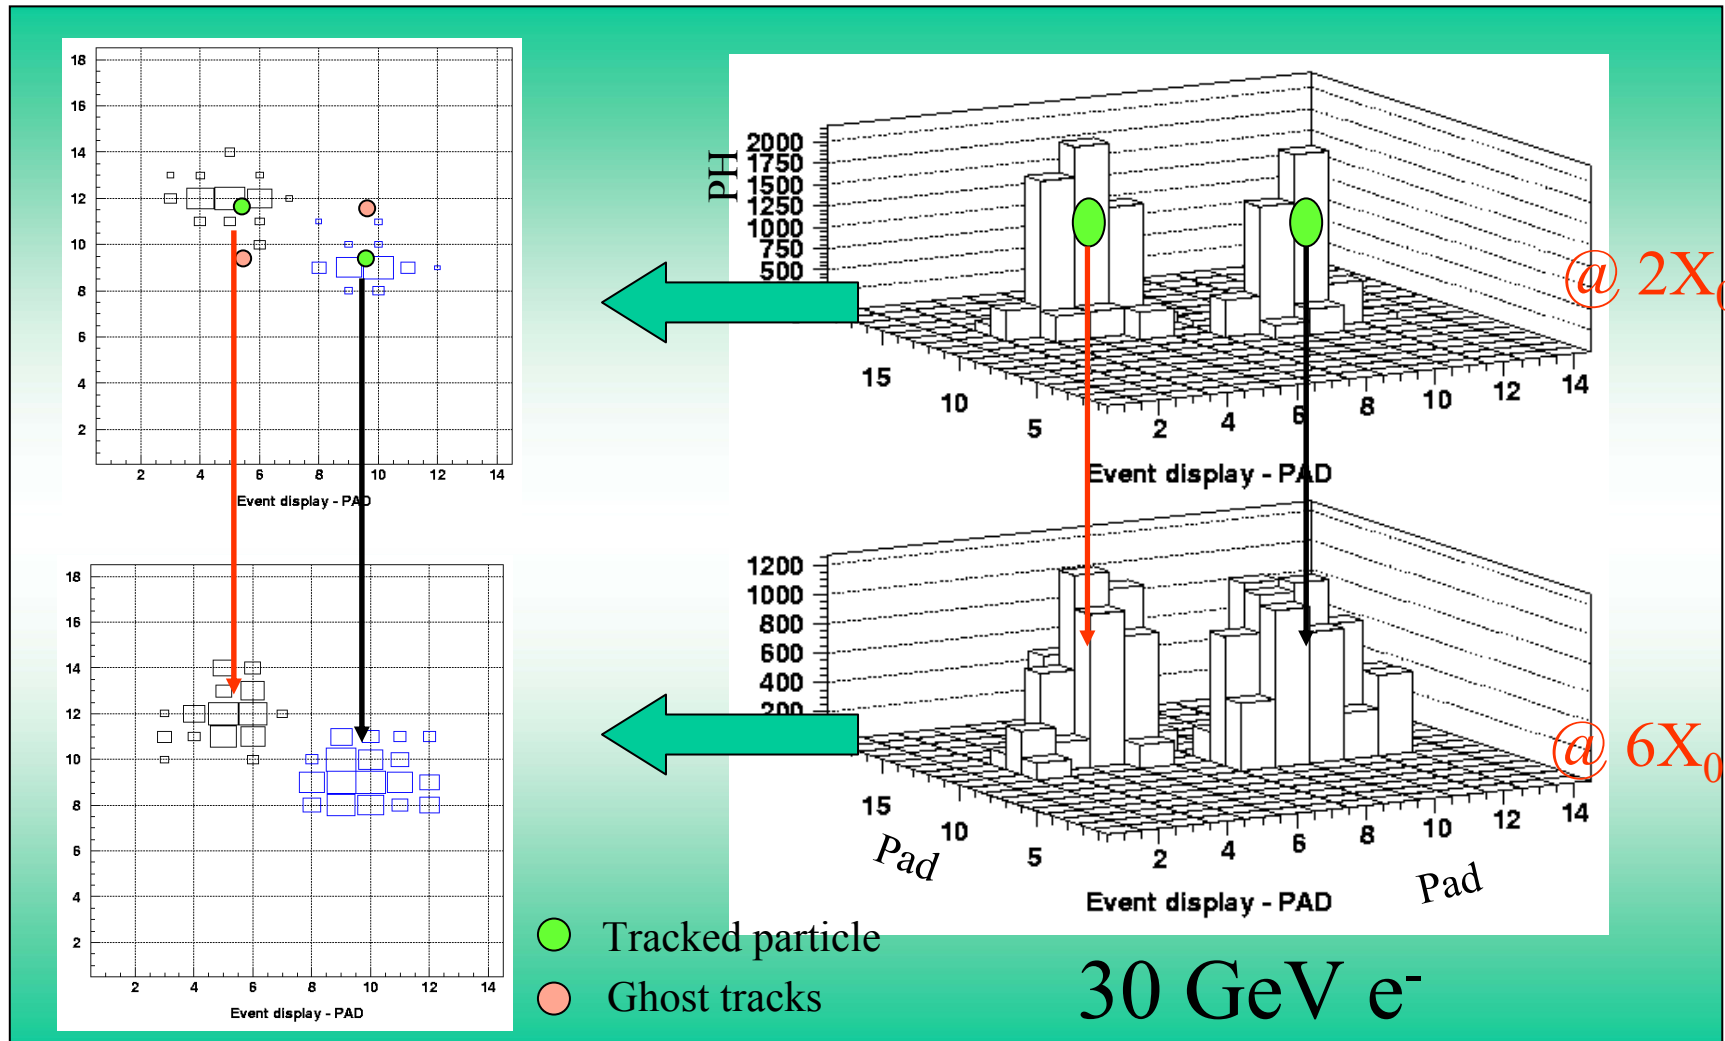 18
16
14
12
10
8
6
4
2
2 4 6 8 10 12 14
Event display - PAD
PH
2000
1750
1500
1250
1000
750
500
15 10 5
2 4 6 8 10 12 14
Event display - PAD
@ 2X
18
16
14
12
10
8
6
4
2
2 4 6 8 10 12 14
Event display - PAD
1200
1000
800
600
400
200
15 10 5
2 4 6 8 10 12 14
Pad
Pad
Event display - PAD
@ 6X₀
Tracked particle
Ghost tracks
30 GeV e⁻